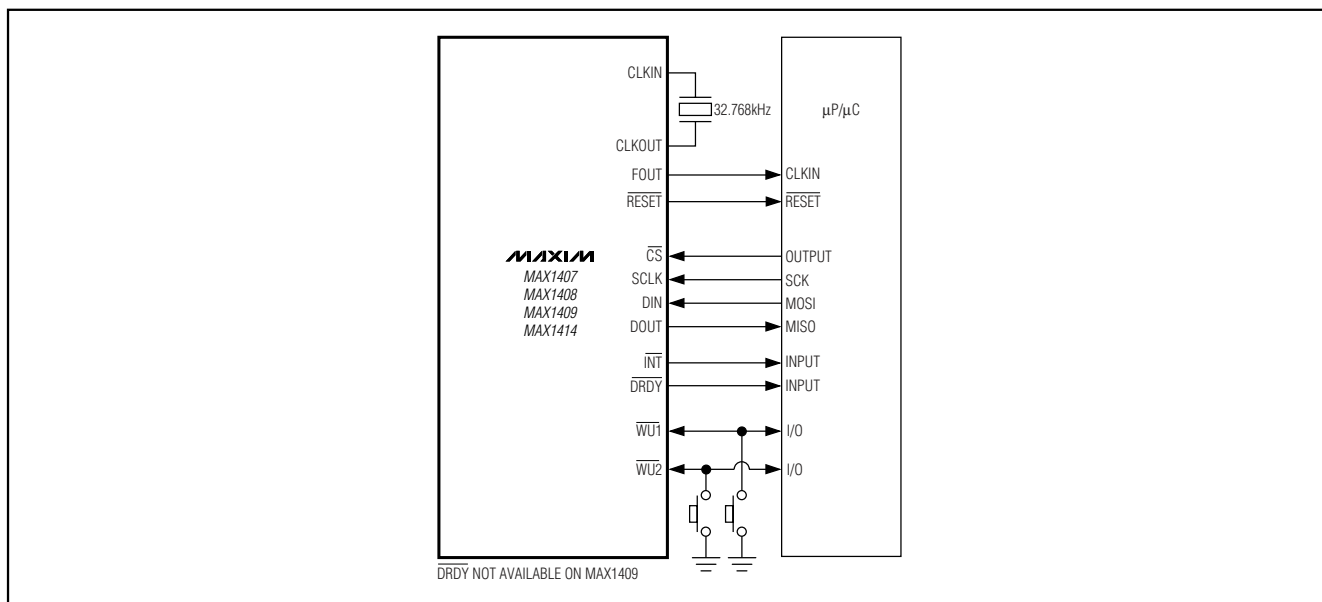 CLKIN
32.768kHz
µP/µC
CLKOUT
FOUT
CLKIN
RESET
RESET
MAXIM
MAX1407
MAX1408
MAX1409
MAX1414
CS
OUTPUT
SCLK
SCK
DIN
MOSI
DOUT
MISO
INT
INPUT
DRDY
INPUT
WU1
I/O
WU2
I/O
DRDY NOT AVAILABLE ON MAX1409